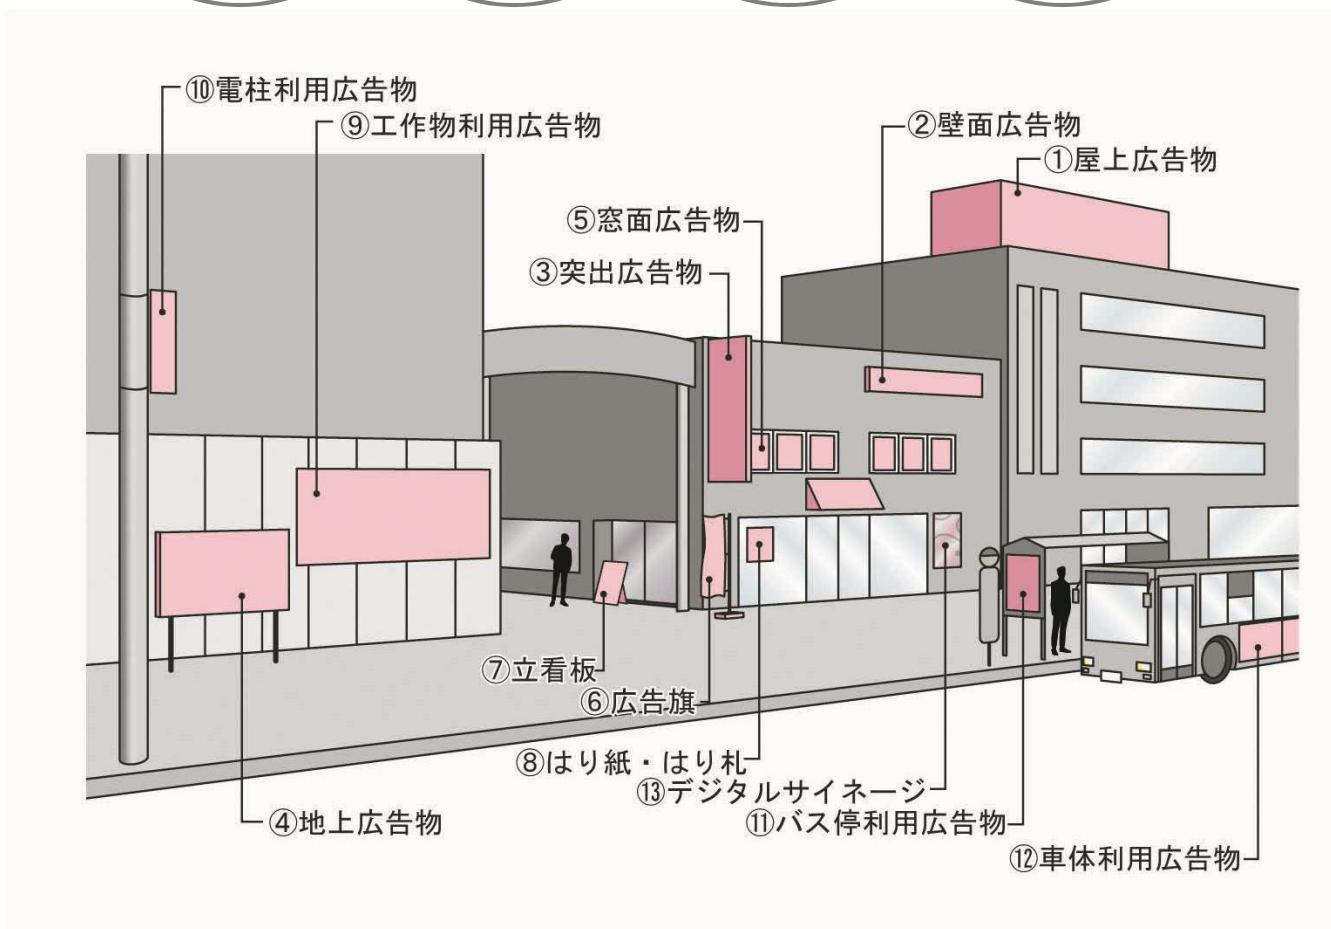 ⑩電柱利用広告物
⑨工作物利用広告物
②壁面広告物
①屋上広告物
⑤窓面広告物
③突出広告物
⑦立看板
⑥広告旗
⑧はり紙・はり札
⑬デジタルサイネージ
④地上広告物
⑪バス停利用広告物
⑫車体利用広告物